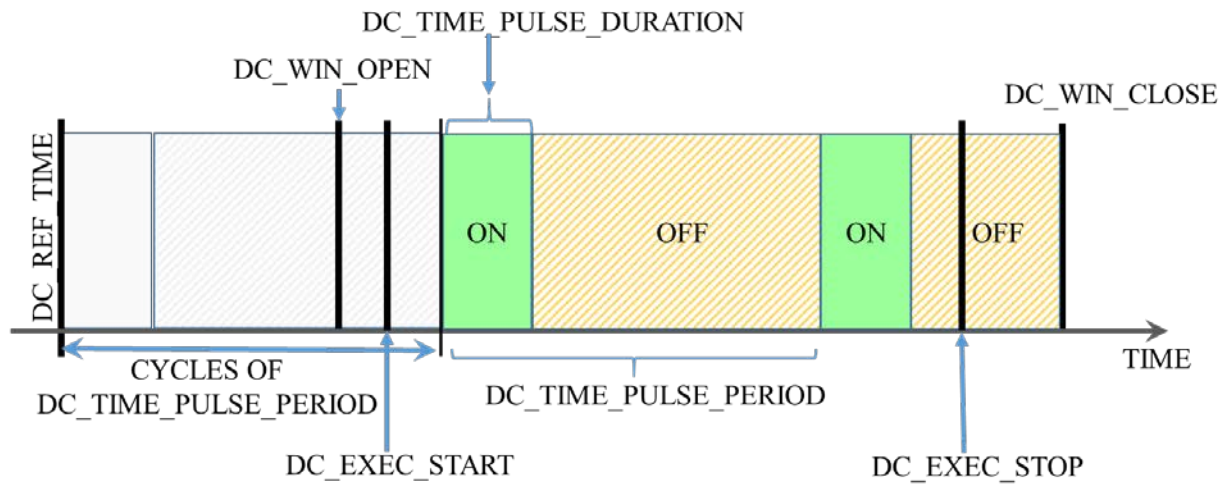 DC_TIME_PULSE_DURATION
DC_WIN_OPEN
DC_WIN_CLOSE
DC_REF_TIME
ON
OFF
ON
OFF
TIME
CYCLES OF
DC_TIME_PULSE_PERIOD
DC_TIME_PULSE_PERIOD
DC_EXEC_START
DC_EXEC_STOP